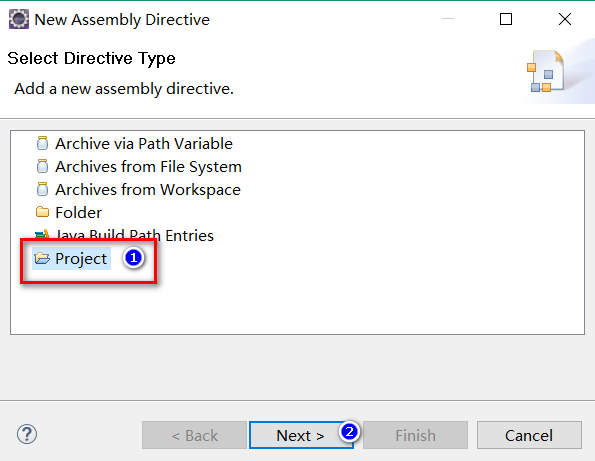 New Assembly Directive
Select Directive Type
Add a new assembly directive.
Archive via Path Variable
Archives from File System
Archives from Workspace
Folder
Java Build Path Entries
Project 1
? < Back Next > 2 Finish Cancel